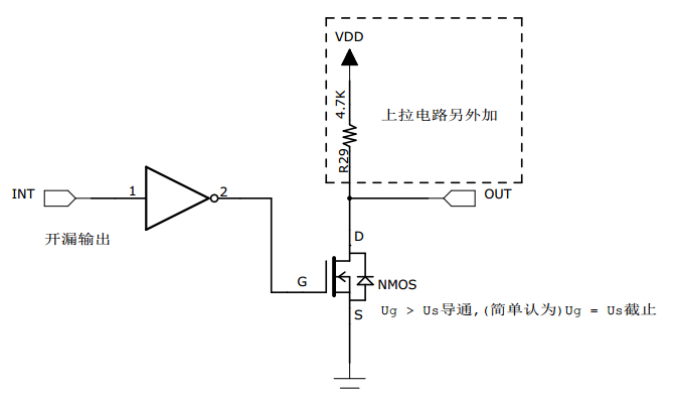 VDD
4.7K
上拉电路另外加
R29
INT
1
2
OUT
开漏输出
D
G
NMOS
S
Ug > Us导通,(简单认为)Ug = Us截止